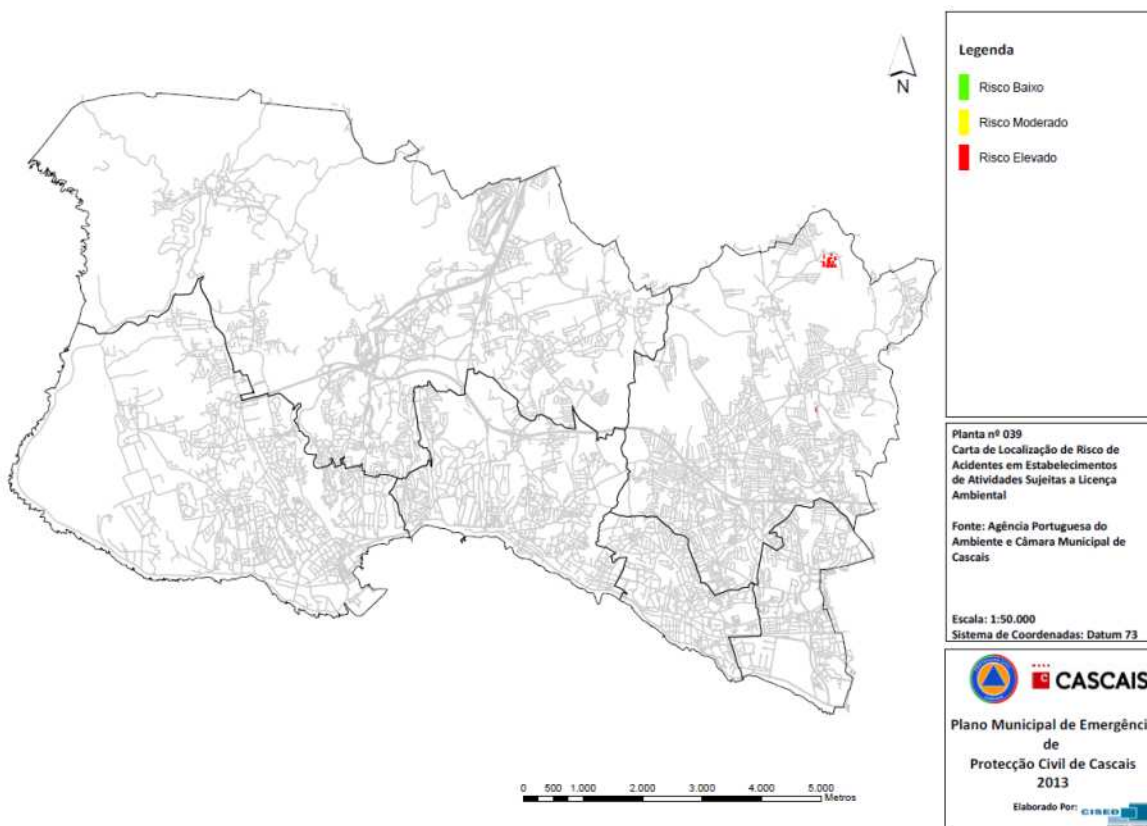 N
Legenda
Risco Baixo
Risco Moderado
Risco Elevado
Planta nº 039
Carta de Localização de Risco de
Acidentes em Estabelecimentos
de Atividades Sujeitas a Licença
Ambiental
Fonte: Agência Portuguesa do
Ambiente e Câmara Municipal de
Cascais
Escala: 1:50.000
Sistema de Coordenadas: Datum 73
C CASCAIS
Plano Municipal de Emergênci
de
Protecção Civil de Cascais
2013
Elaborado Por: CISED
0 500 1.000 2.000 3.000 4.000 5.000
Metros